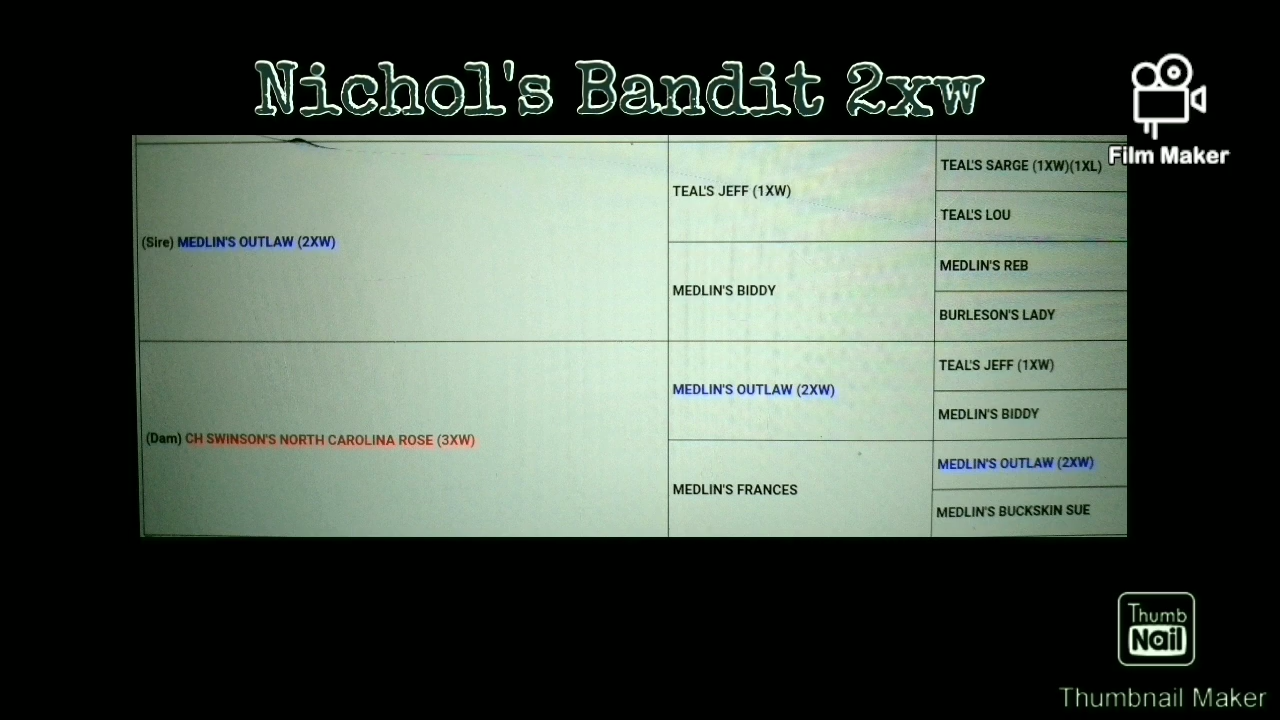 Nichol's Bandit 2xw
Film Maker
TEAL'S SARGE (1XW)(1XL)
TEAL'S JEFF (1XW)
TEAL'S LOU
(Sire) MEDLIN'S OUTLAW (2XW)
MEDLIN'S REB
MEDLIN'S BIDDY
BURLESON'S LADY
TEAL'S JEFF (1XW)
MEDLIN'S OUTLAW (2XW)
MEDLIN'S BIDDY
(Dam) CH SWINSON'S NORTH CAROLINA ROSE (3XW)
MEDLIN'S OUTLAW (2XW)
MEDLIN'S FRANCES
MEDLIN'S BUCKSKIN SUE
Thumb
Nail
Thumbnail Maker